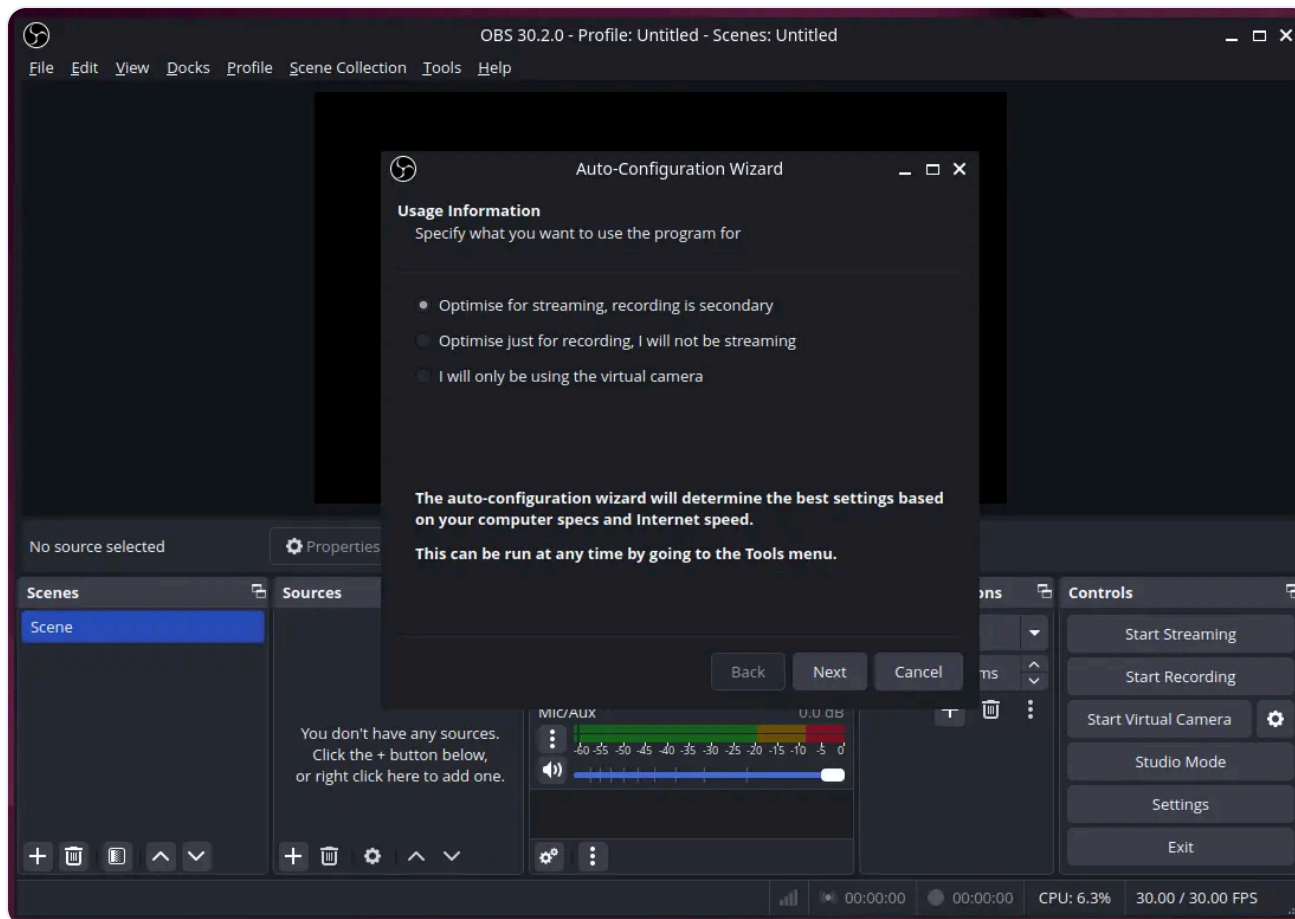 OBS 30.2.0 - Profile: Untitled - Scenes: Untitled
File Edit View Docks Profile Scene Collection Tools Help
Auto-Configuration Wizard
Usage Information
Specify what you want to use the program for
Optimise for streaming, recording is secondary
Optimise just for recording, I will not be streaming
I will only be using the virtual camera
The auto-configuration wizard will determine the best settings based
on your computer specs and Internet speed.
This can be run at any time by going to the Tools menu.
Back Next Cancel
No source selected
Properties
Scenes
Scene
Sources
You don't have any sources.
Click the + button below,
or right click here to add one.
Mic/Aux 0.0 dB
-60 -55 -50 -45 -40 -35 -30 -25 -20 -15 -10 -5 0
ons
ms
Controls
Start Streaming
Start Recording
Start Virtual Camera
Studio Mode
Settings
Exit
00:00:00 00:00:00 CPU: 6.3% 30.00 / 30.00 FPS